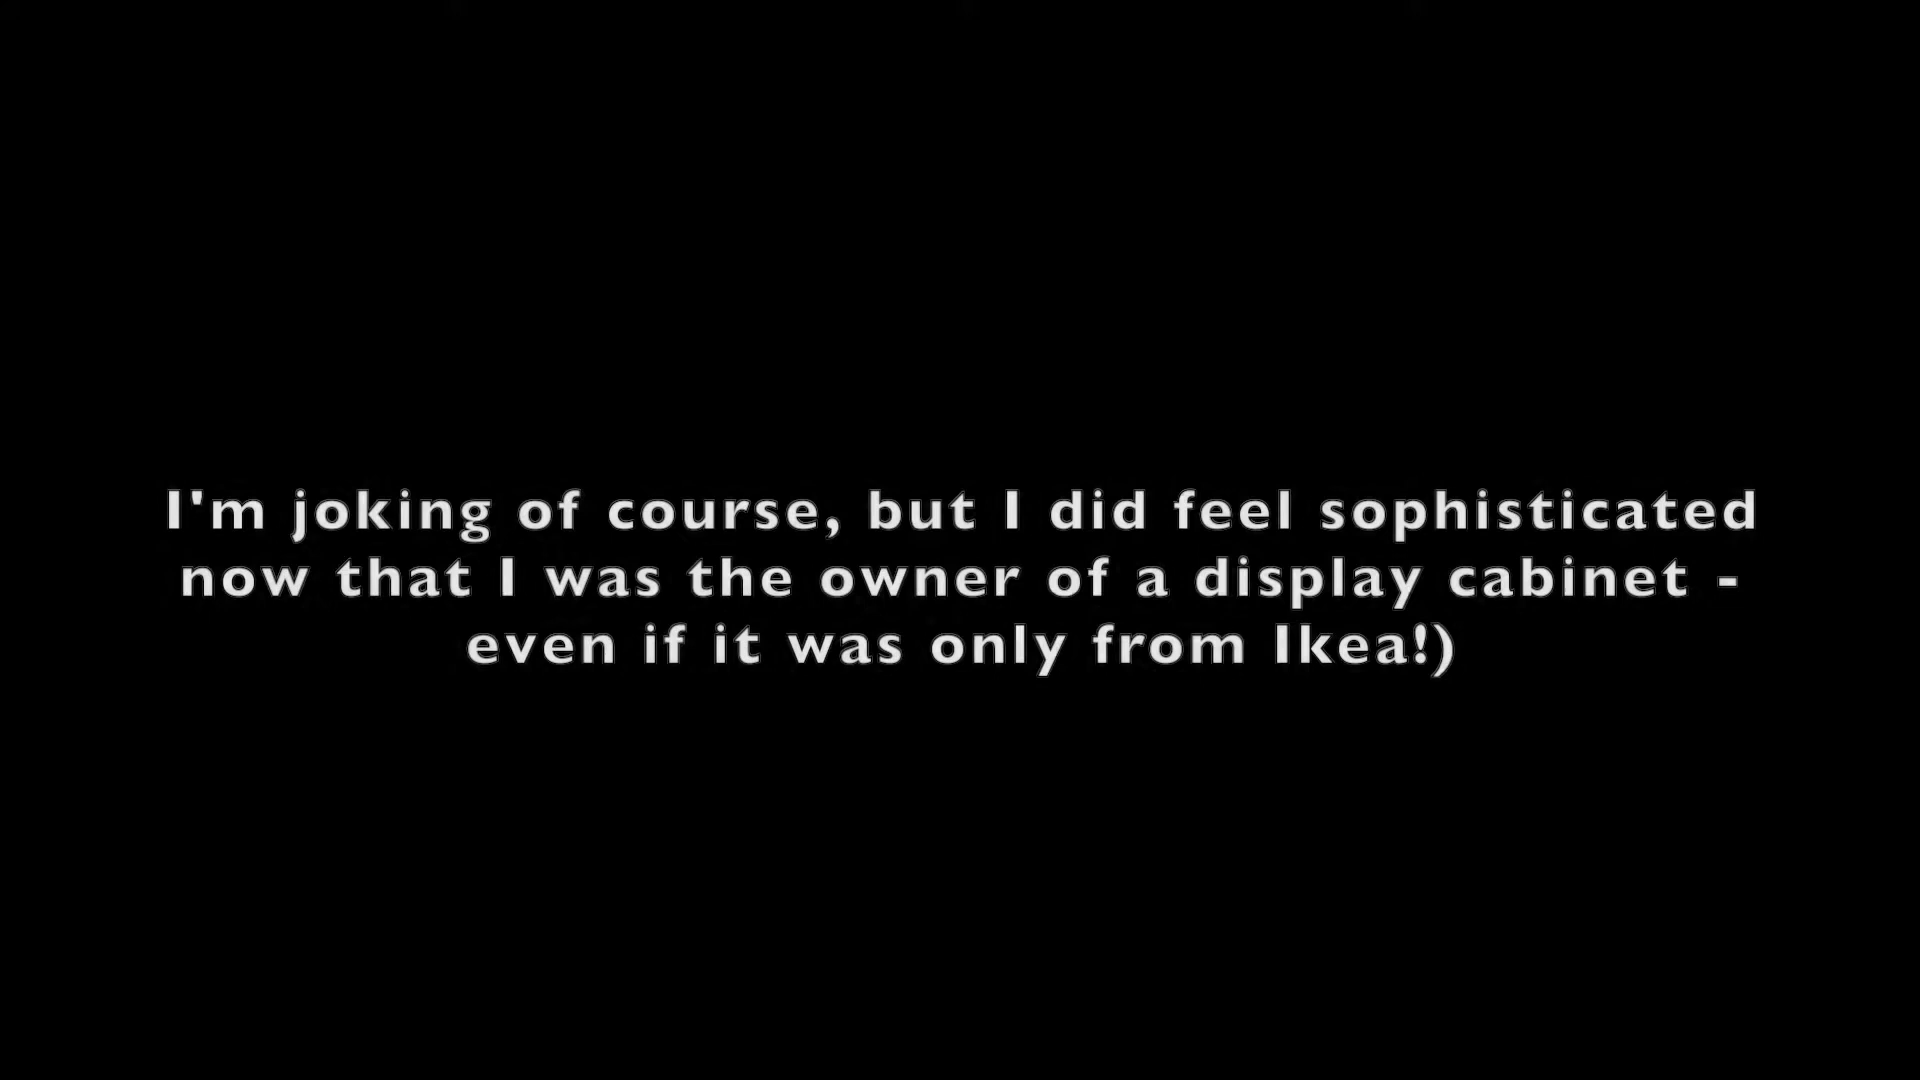 I'm joking of course, but I did feel sophisticated
now that I was the owner of a display cabinet -
even if it was only from Ikea!)